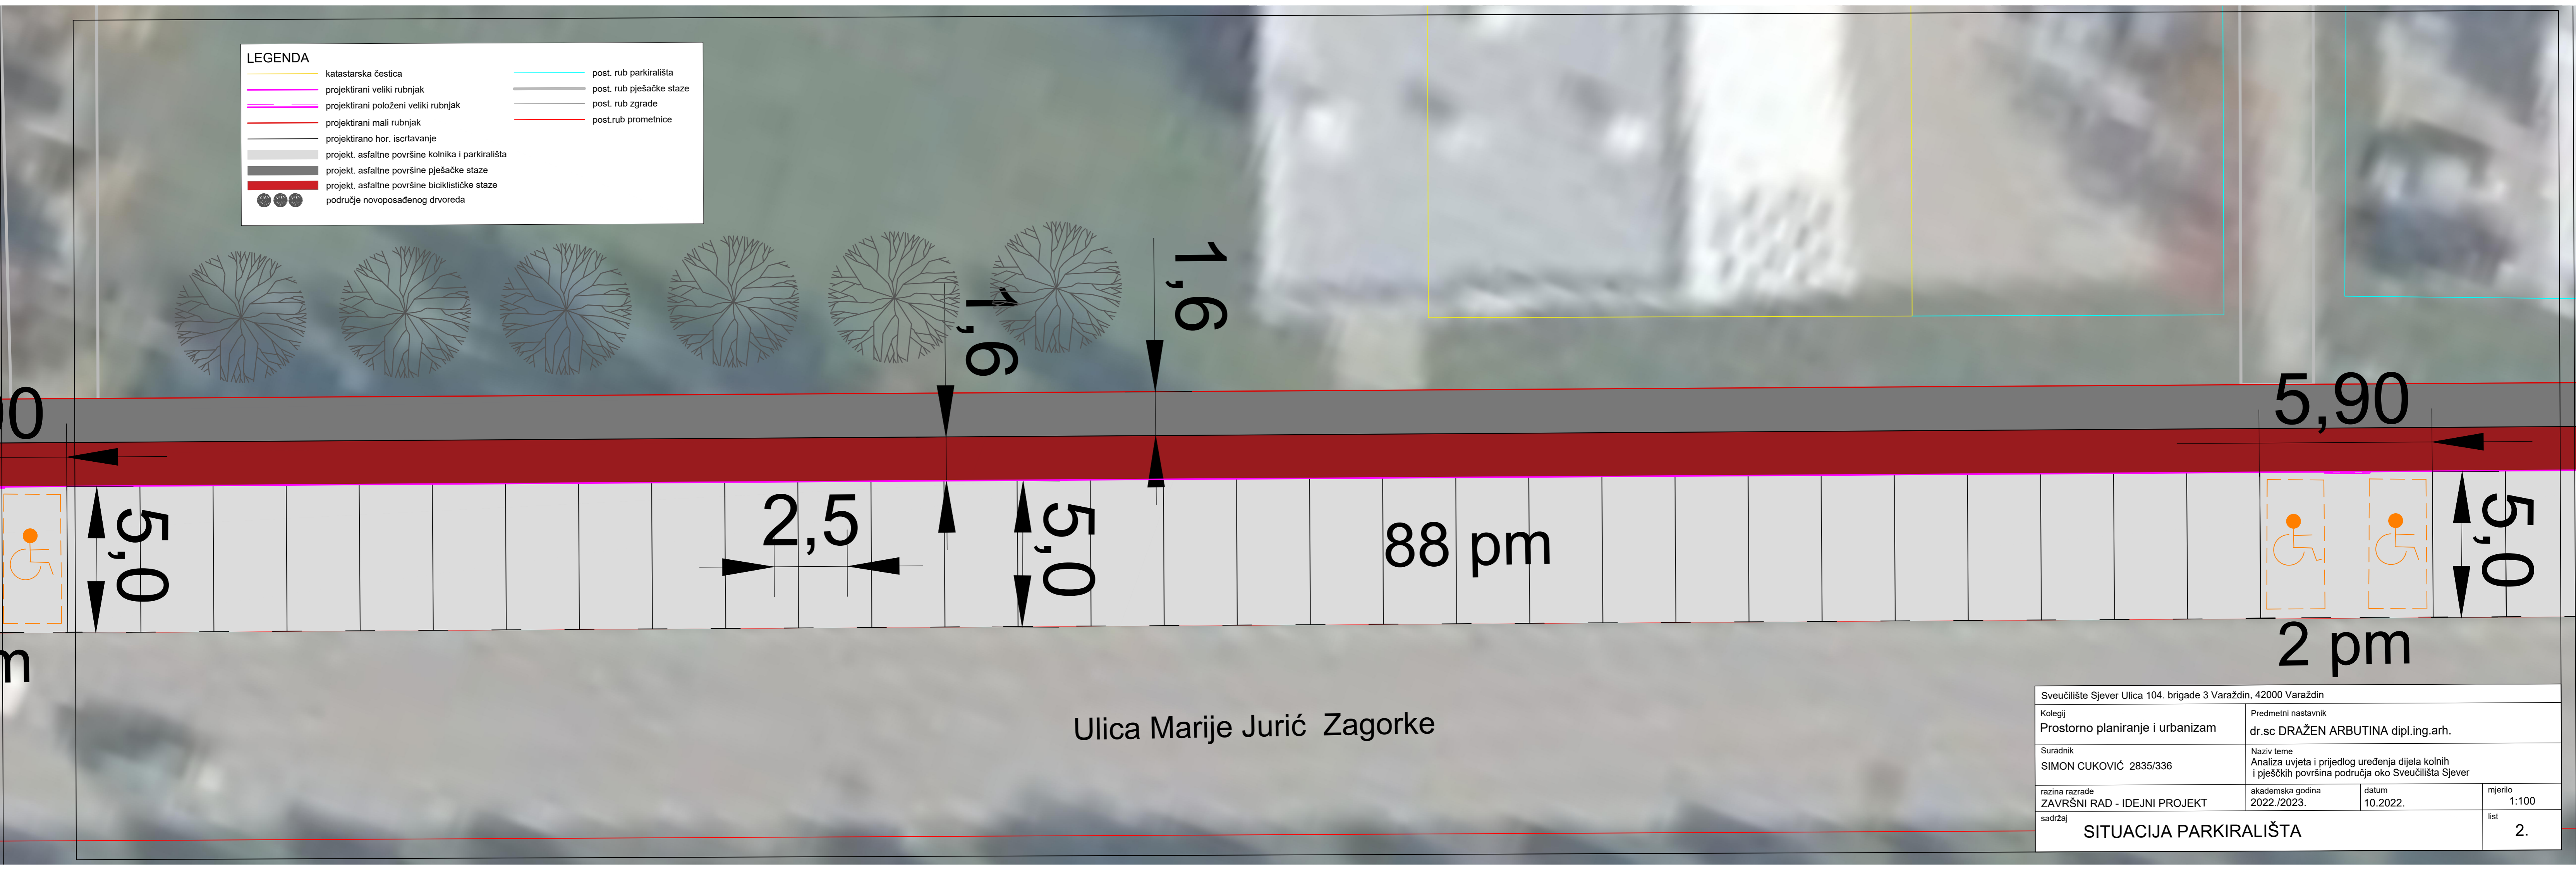 LEGENDA
katastarska čestica
projektirani veliki rubnjak
projektirani položeni veliki rubnjak
projektirani mali rubnjak
projektirano hor. iscrtavanje
projekt. asfaltne površine kolnika i parkirališta
projekt. asfaltne površine pješačke staze
projekt. asfaltne površine biciklističke staze
područje novoposađenog drvoreda
post. rub parkirališta
post. rub pješačke staze
post. rub zgrade
post.rub prometnice
1,6
1,6
5,90
5,0
2,5
5,0
88 pm
5,0
2 pm
Ulica Marije Jurić Zagorke
Sveučilište Sjever Ulica 104. brigade 3 Varaždin, 42000 Varaždin
Kolegij
Prostorno planiranje i urbanizam
Predmetni nastavnik
dr.sc DRAŽEN ARBUTINA dipl.ing.arh.
Surádnik
SIMON CUKOVIĆ 2835/336
Naziv teme
Analiza uvjeta i prijedlog uređenja dijela kolnih
i pješčkih površina područja oko Sveučilišta Sjever
razina razrade
ZAVRŠNI RAD - IDEJNI PROJEKT
akademska godina
2022./2023.
datum
10.2022.
mjerilo
1:100
sadržaj
SITUACIJA PARKIRALIŠTA
list
2.